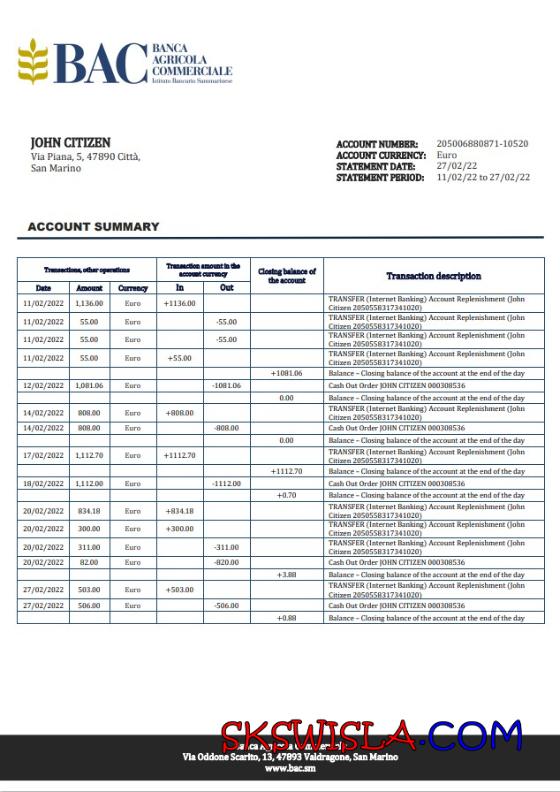 BAC BANCA
AGRICOLA
COMMERCIALE
Istituto Bancario Sammarinese
JOHN CITIZEN
Via Piana, 5, 47890 Città,
San Marino
ACCOUNT NUMBER: 205006880871-10520
ACCOUNT CURRENCY: Euro
STATEMENT DATE: 27/02/22
STATEMENT PERIOD: 11/02/22 to 27/02/22
ACCOUNT SUMMARY
Transactions, other operations
Transaction amount in the
account currency
Closing balance of
the account
Transaction description
Date Amount Currency In Out
11/02/2022 1,136.00 Euro +1136.00 TRANSFER (Internet Banking) Account Replenishment (John
Citizen 2050558317341020)
11/02/2022 55.00 Euro -55.00 TRANSFER (Internet Banking) Account Replenishment (John
Citizen 2050558317341020)
11/02/2022 55.00 Euro -55.00 TRANSFER (Internet Banking) Account Replenishment (John
Citizen 2050558317341020)
11/02/2022 55.00 Euro +55.00 TRANSFER (Internet Banking) Account Replenishment (John
Citizen 2050558317341020)
+1081.06 Balance – Closing balance of the account at the end of the day
12/02/2022 1,081.06 Euro -1081.06 Cash Out Order JOHN CITIZEN 000308536
0.00 Balance – Closing balance of the account at the end of the day
14/02/2022 808.00 Euro +808.00 TRANSFER (Internet Banking) Account Replenishment (John
Citizen 2050558317341020)
14/02/2022 808.00 Euro -808.00 Cash Out Order JOHN CITIZEN 000308536
0.00 Balance – Closing balance of the account at the end of the day
17/02/2022 1,112.70 Euro +1112.70 TRANSFER (Internet Banking) Account Replenishment (John
Citizen 2050558317341020)
+1112.70 Balance – Closing balance of the account at the end of the day
18/02/2022 1,112.00 Euro -1112.00 Cash Out Order JOHN CITIZEN 000308536
+0.70 Balance – Closing balance of the account at the end of the day
20/02/2022 834.18 Euro +834.18 TRANSFER (Internet Banking) Account Replenishment (John
Citizen 2050558317341020)
20/02/2022 300.00 Euro +300.00 TRANSFER (Internet Banking) Account Replenishment (John
Citizen 2050558317341020)
20/02/2022 311.00 Euro -311.00 TRANSFER (Internet Banking) Account Replenishment (John
Citizen 2050558317341020)
20/02/2022 82.00 Euro -820.00 Cash Out Order JOHN CITIZEN 000308536
+3.88 Balance – Closing balance of the account at the end of the day
27/02/2022 503.00 Euro +503.00 TRANSFER (Internet Banking) Account Replenishment (John
Citizen 2050558317341020)
27/02/2022 506.00 Euro -506.00 Cash Out Order JOHN CITIZEN 000308536
+0.88 Balance – Closing balance of the account at the end of the day
SKSWISLA.COM
Via Oddone Scarito, 13, 47893 Valdragone, San Marino
www.bac.sm